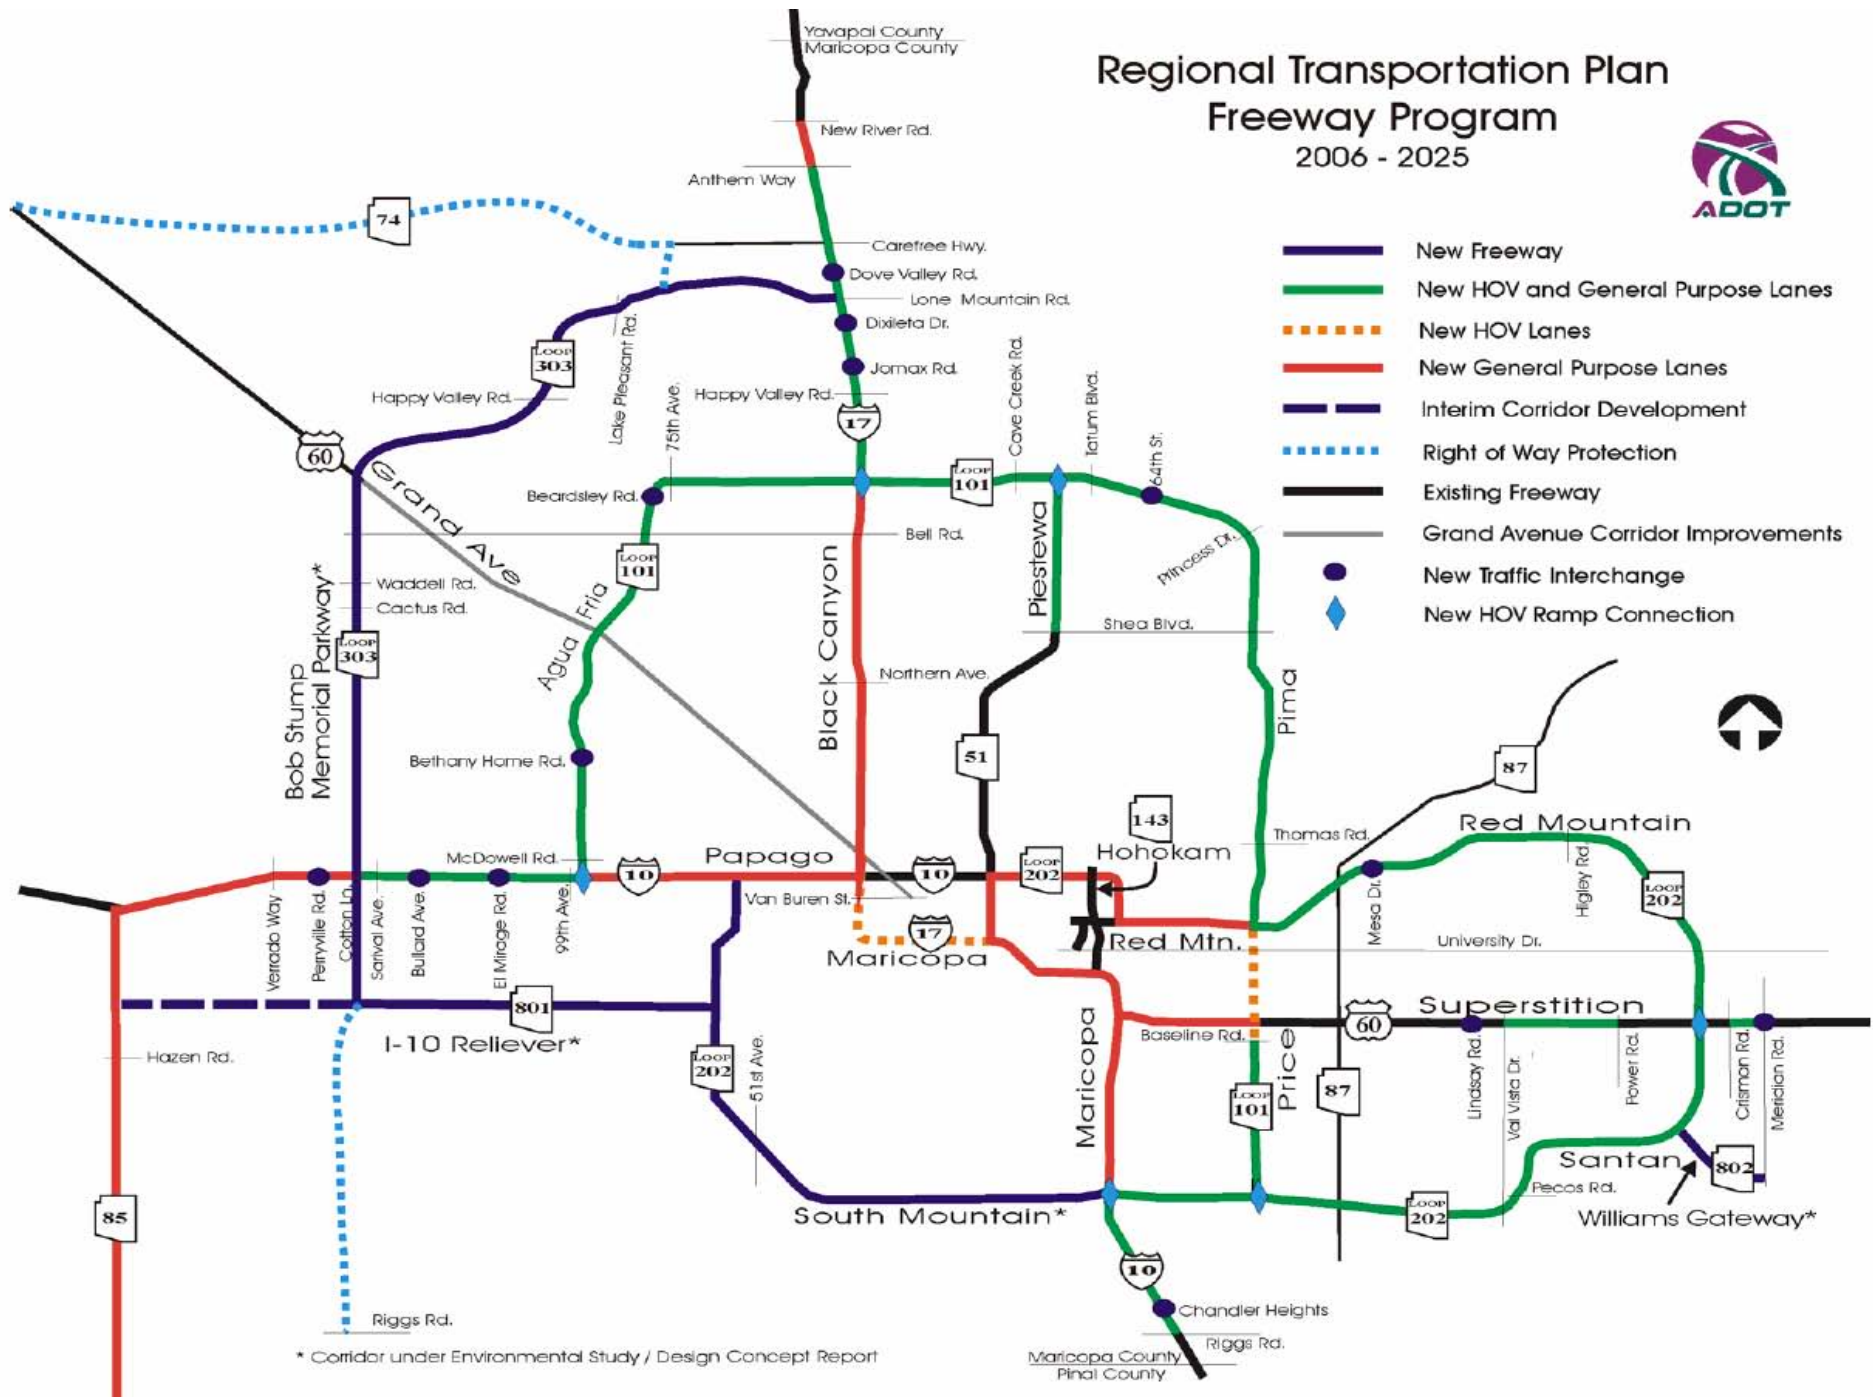 Yavapai County
Maricopa County
Regional Transportation Plan
Freeway Program
2006 - 2025
ADOT
New River Rd.
Anthem Way
74
Carefree Hwy.
Dove Valley Rd.
Lone Mountain Rd.
Dixileta Dr.
Jomax Rd.
Happy Valley Rd.
17
LOOP
303
Happy Valley Rd.
Lake Pleasant Rd.
75th Ave.
Cave Creek Rd.
Tatum Blvd.
64th St.
New Freeway
New HOV and General Purpose Lanes
New HOV Lanes
New General Purpose Lanes
Interim Corridor Development
Right of Way Protection
Existing Freeway
Grand Avenue Corridor Improvements
New Traffic Interchange
New HOV Ramp Connection
60
Grand Ave
Beardsley Rd.
LOOP
101
Bell Rd.
LOOP
101
Princess Dr.
Piestewa
Black Canyon
Agua Fria
Waddell Rd.
Cactus Rd.
LOOP
303
Bob Stump
Memorial Parkway*
Shea Blvd.
Northern Ave.
Pima
51
87
Bethany Home Rd.
143
Hohokam
Thomas Rd.
Red Mountain
McDowell Rd.
Papago
10
10
LOOP
202
Van Buren St.
17
Maricopa
Red Mtn.
Mesa Dr.
Higley Rd.
LOOP
202
University Dr.
Verrado Way
Perryville Rd.
Cotton Ln.
Sarival Ave.
Bullard Ave.
El Mirage Rd.
99th Ave.
801
I-10 Reliever*
Hazen Rd.
LOOP
202
51st Ave.
Maricopa
Baseline Rd.
Price
60
Superstition
87
LOOP
101
Lindsay Rd.
Val Vista Dr.
Power Rd.
Crismon Rd.
Meridian Rd.
Santan
802
Pecos Rd.
Williams Gateway*
LOOP
202
85
South Mountain*
10
Chandler Heights
Riggs Rd.
Riggs Rd.
Maricopa County
Pinal County
* Corridor under Environmental Study / Design Concept Report